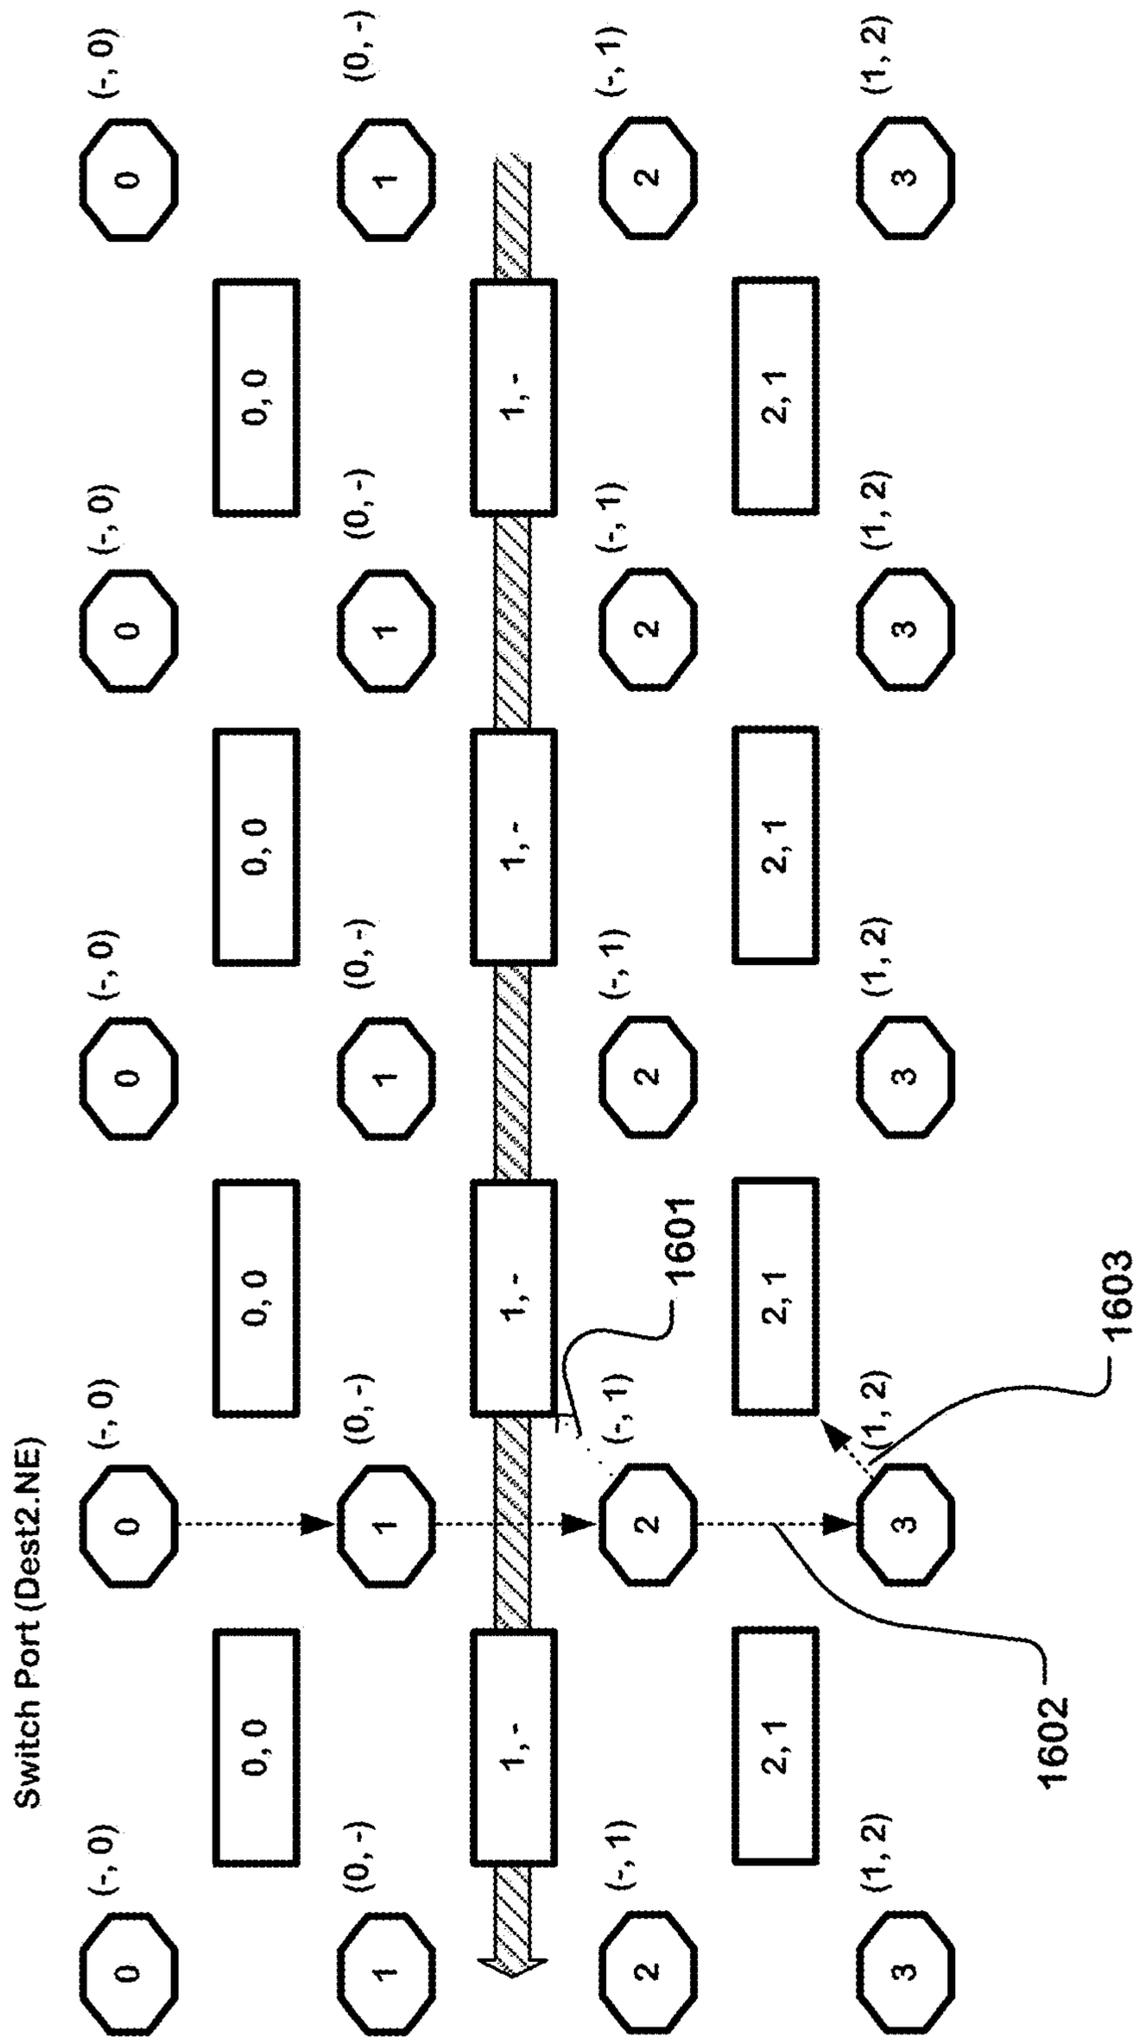 Switch Port (Dest2.NE)
(-, 0) (-, 0) (-, 0) (-, 0) (-, 0)
0 0 0 0 0
0, 0 0, 0 0, 0 0, 0
(0, -) (0, -) (0, -) (0, -) (0, -)
1 1 1 1 1
1, - 1, - 1, - 1, -
(-, 1) (-, 1) (-, 1) (-, 1) (-, 1)
2 2 2 2 2
1601
2, 1 2, 1 2, 1 2, 1
(1, 2) (1, 2) (1, 2) (1, 2) (1, 2)
3 3 3 3 3
1602
1603